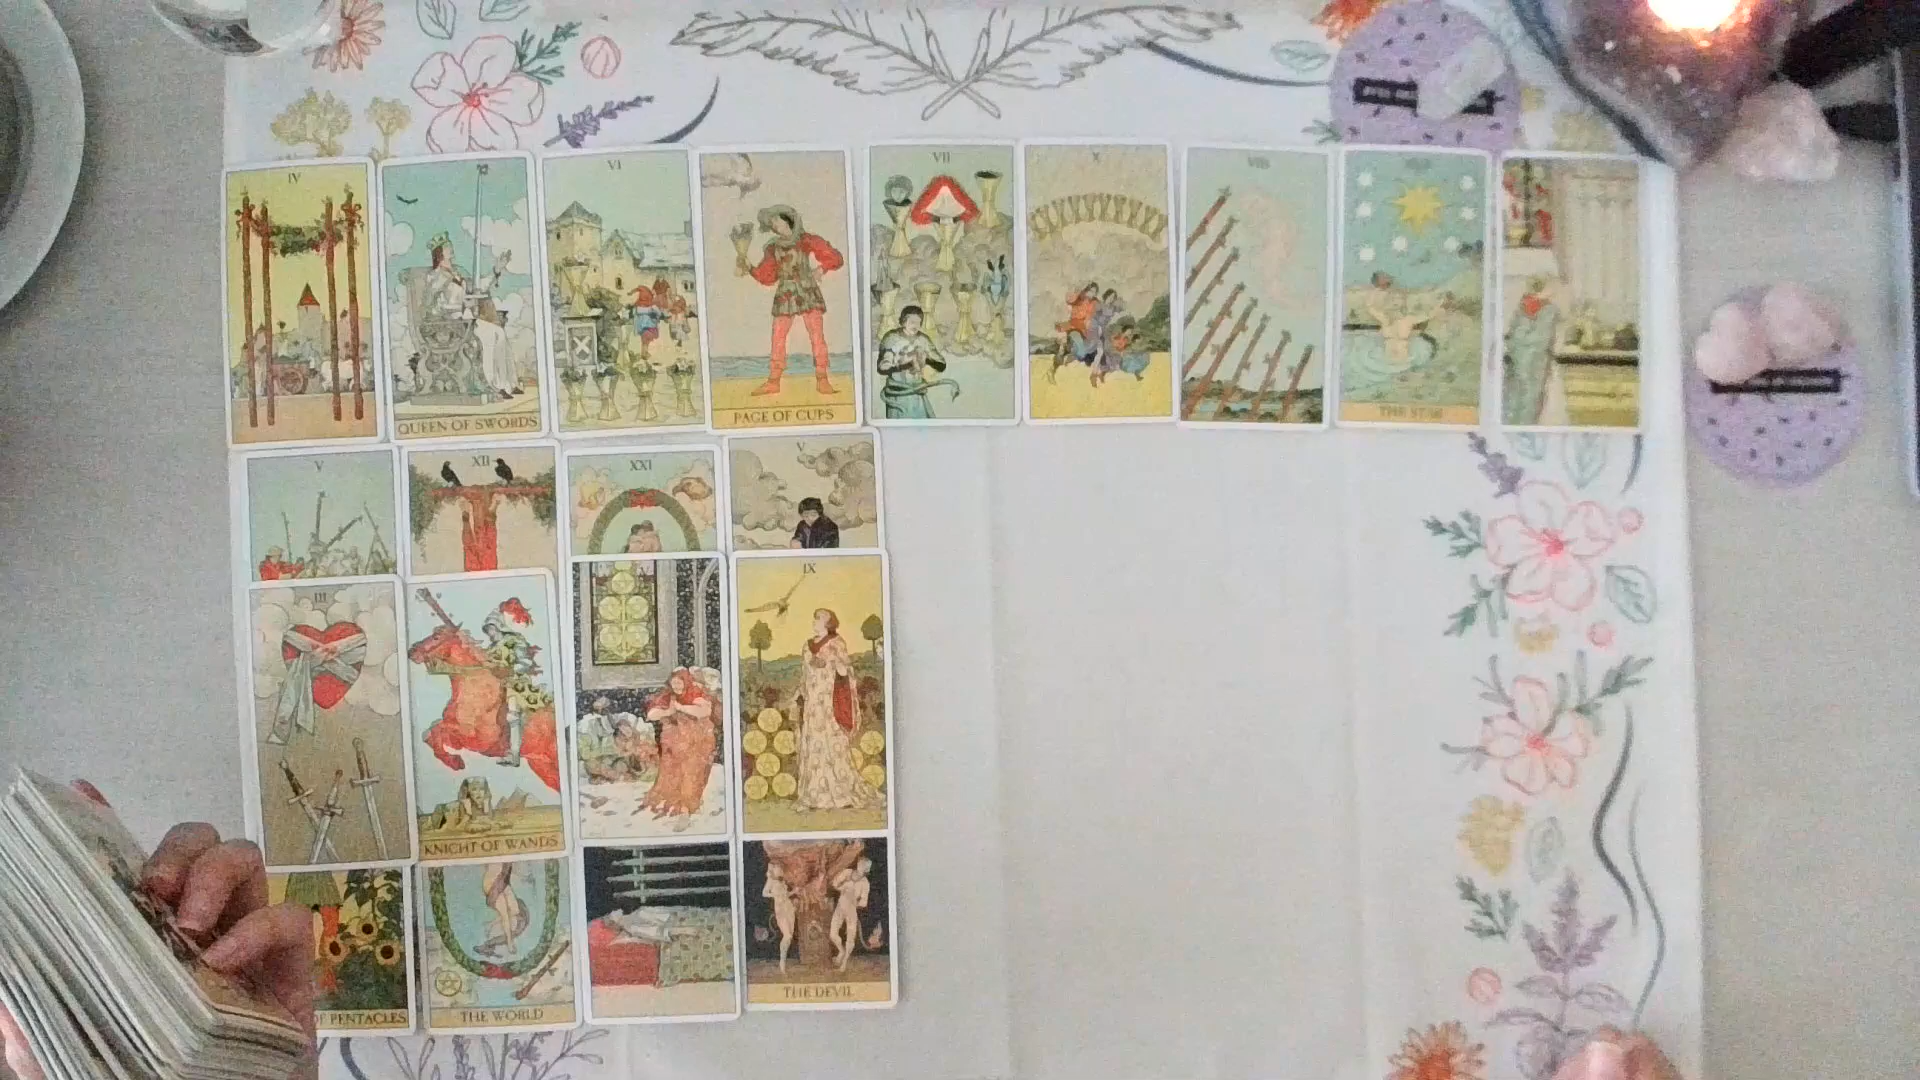 IV
VI
VII
X
VIII
QUEEN OF SWORDS
PAGE OF CUPS
THE STAR
V
XII
XXI
V
III
IX
KNIGHT OF WANDS
OF PENTACLES
THE WORLD
THE DEVIL